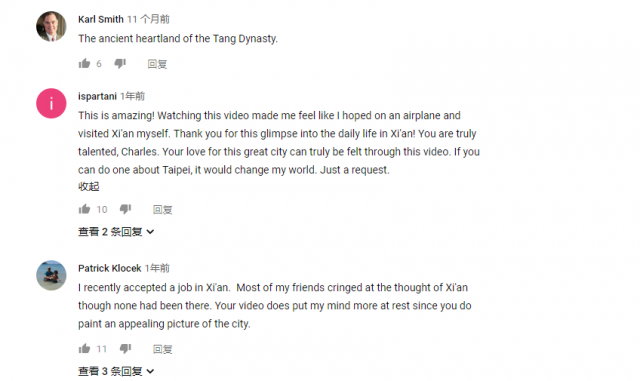 Karl Smith 11 个月前
The ancient heartland of the Tang Dynasty.
6 回复
i
ispartani 1年前
This is amazing! Watching this video made me feel like I hoped on an airplane and
visited Xi'an myself. Thank you for this glimpse into the daily life in Xi'an! You are truly
talented, Charles. Your love for this great city can truly be felt through this video. If you
can do one about Taipei, it would change my world. Just a request.
收起
10 回复
查看 2 条回复
Patrick Klocek 1年前
I recently accepted a job in Xi'an. Most of my friends cringed at the thought of Xi'an
though none had been there. Your video does put my mind more at rest since you do
paint an appealing picture of the city.
11 回复
查看 3 条回复